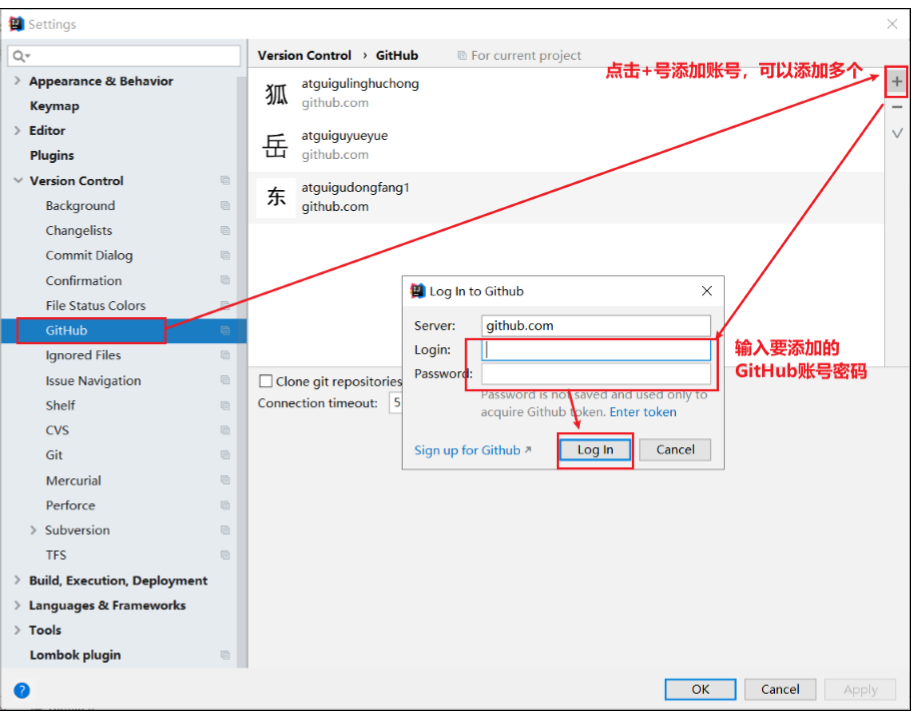 Settings
Version Control › GitHub For current project
点击+号添加账号，可以添加多个
Appearance & Behavior
Keymap
Editor
Plugins
Version Control
Background
Changelists
Commit Dialog
Confirmation
File Status Colors
GitHub
Ignored Files
Issue Navigation
Shelf
CVS
Git
Mercurial
Perforce
Subversion
TFS
Build, Execution, Deployment
Languages & Frameworks
Tools
Lombok plugin
狐
atguigulinghuchong
github.com
岳
atguiguyueyue
github.com
东
atguigudongfang1
github.com
Clone git repositories
Connection timeout: 5
Log In to Github
Server: github.com
Login:
Password:
Password is not saved and used only to
acquire Github token. Enter token
Sign up for Github Log In Cancel
输入要添加的
GitHub账号密码
OK Cancel Apply